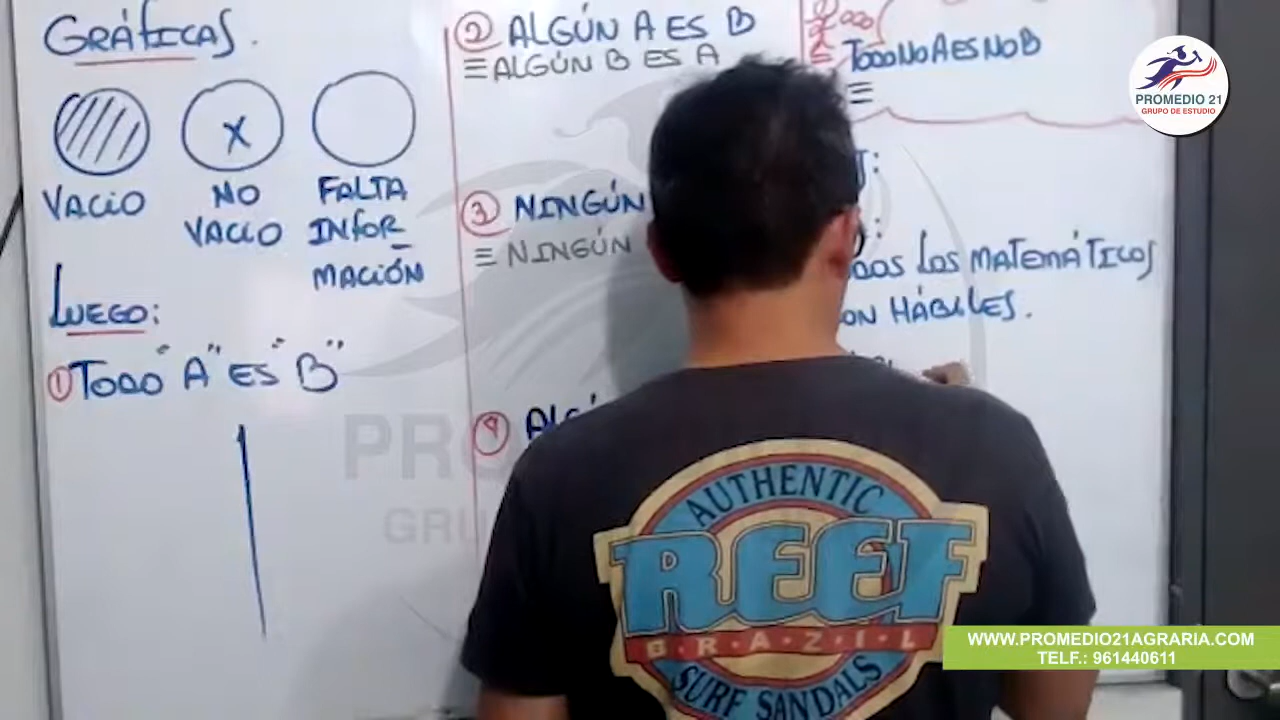 GRÁFICAS.
VACIO
NO
VACIO
FALTA
INFOR-
MACIÓN
LUEGO:
① TODO "A" ES "B"
② ALGÚN A ES B
≡ ALGÚN B ES A
③ NINGÚN
≡ NINGÚN
④
TODO NO A ES NO B
≡
LOS MATEMÁTICOS
HÁBILES.
PROMEDIO 21
GRUPO DE ESTUDIO
AUTHENTIC
REEF
BRAZIL
SURF SANDALS
WWW.PROMEDIO21AGRARIA.COM
TELF.: 961440611